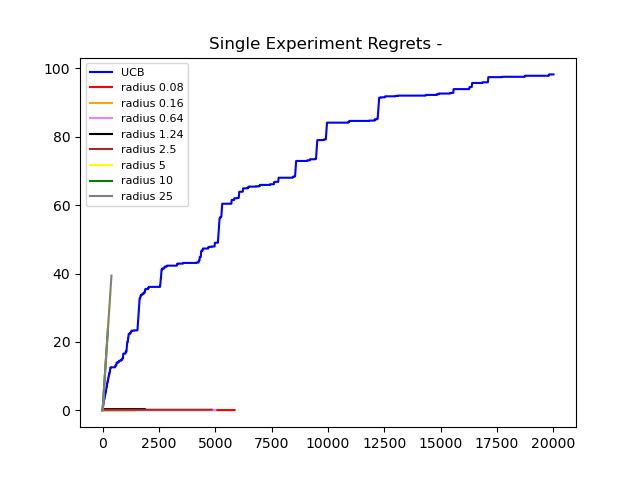 Single Experiment Regrets -
100
80
60
40
20
0
UCB
radius 0.08
radius 0.16
radius 0.64
radius 1.24
radius 2.5
radius 5
radius 10
radius 25
0 2500 5000 7500 10000 12500 15000 17500 20000